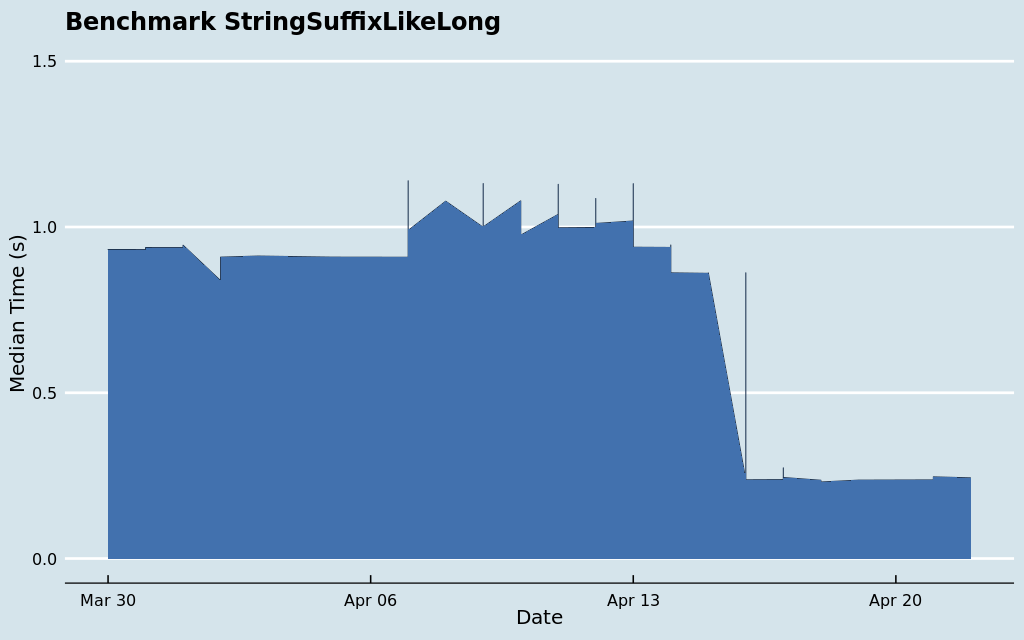 Benchmark StringSuffixLikeLong
1.5
1.0
0.5
0.0
Median Time (s)
Mar 30
Apr 06
Apr 13
Apr 20
Date